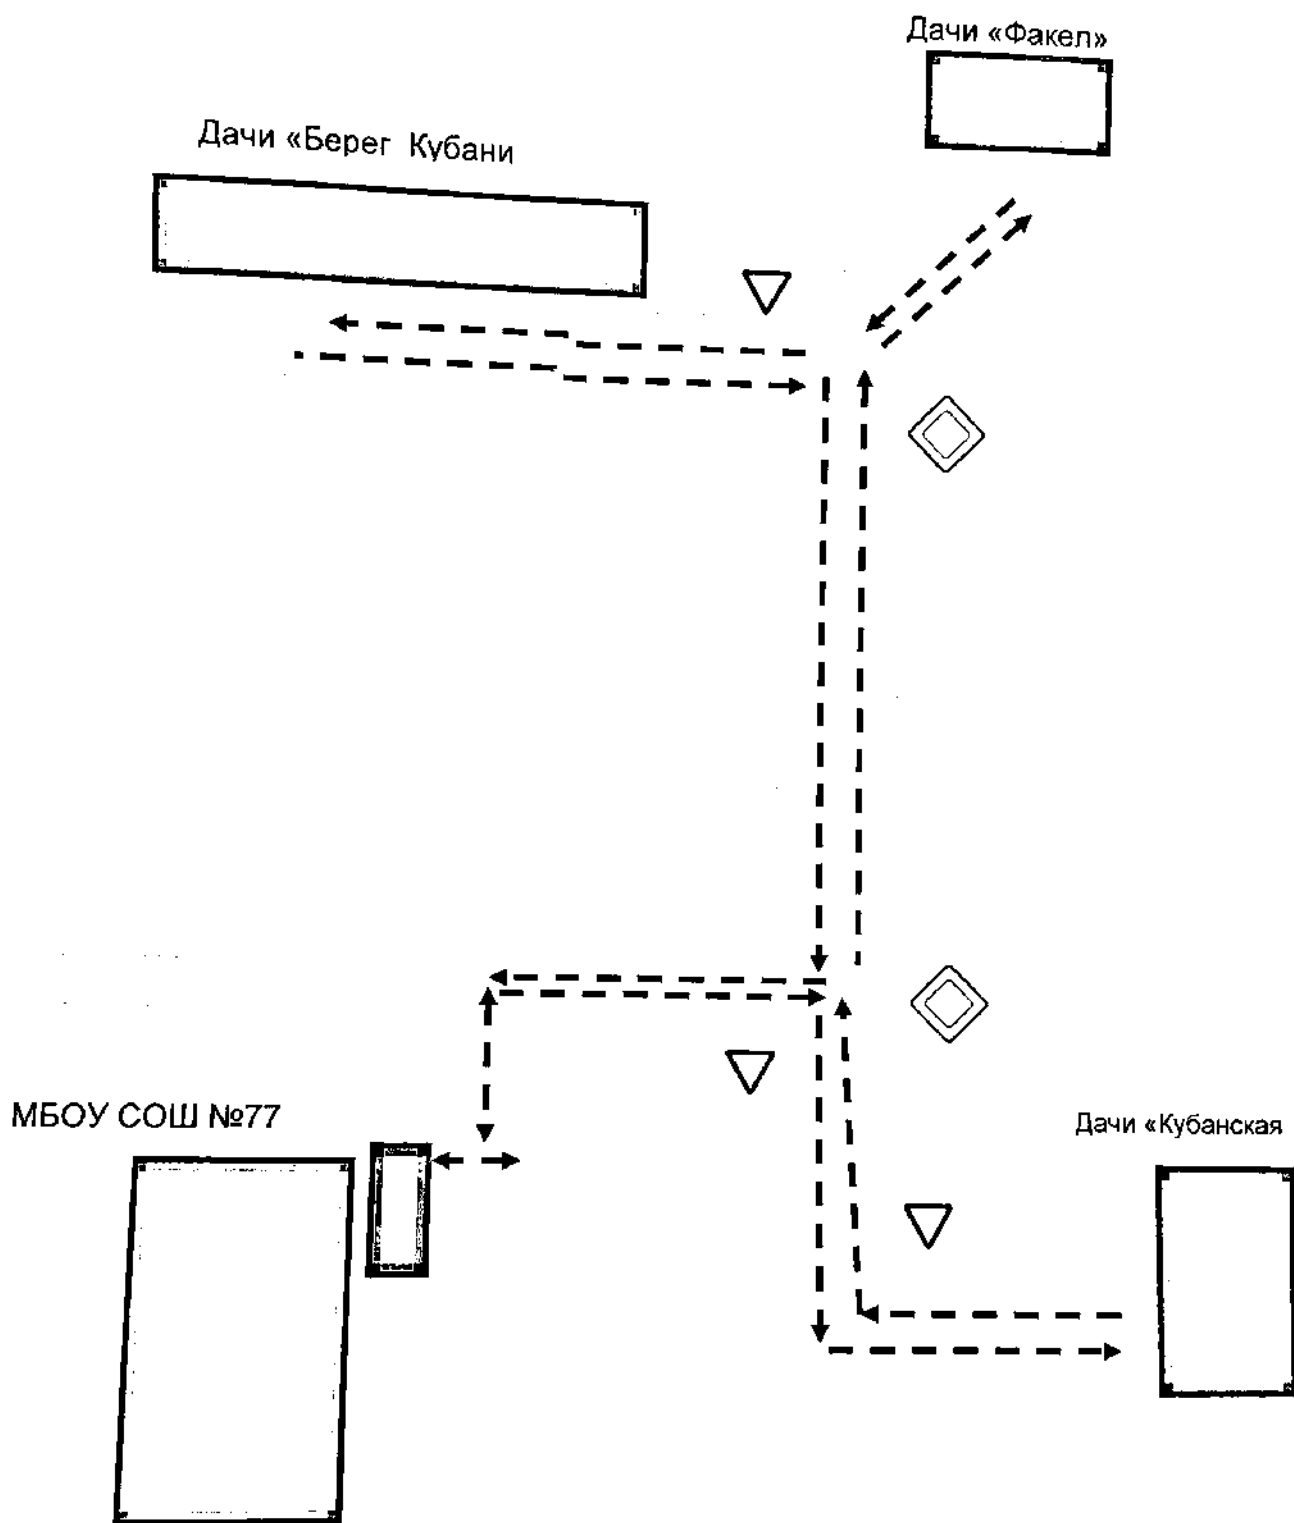 Дачи «Факел»
Дачи «Берег Кубани
МБОУ СОШ №77
Дачи «Кубанская